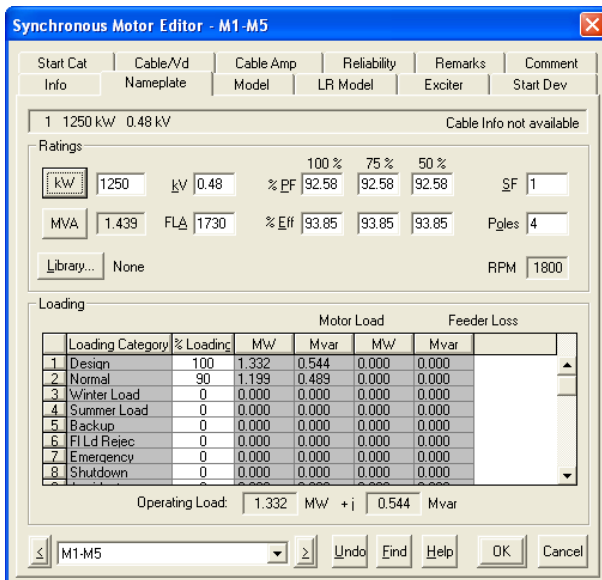 Synchronous Motor Editor - M1-M5
Start Cat Cable/Vd Cable Amp Reliability Remarks Comment
Info Nameplate Model LR Model Exciter Start Dev
1 1250 kW 0.48 kV Cable Info not available
Ratings
100 % 75 % 50 %
kW 1250 kV 0.48 % PF 92.58 92.58 92.58 SF 1
MVA 1.439 FLA 1730 % Eff 93.85 93.85 93.85 Poles 4
Library... None RPM 1800
Loading
Motor Load Feeder Loss
Loading Category % Loading MW Mvar MW Mvar
1 Design 100 1.332 0.544 0.000 0.000
2 Normal 90 1.199 0.489 0.000 0.000
3 Winter Load 0 0.000 0.000 0.000 0.000
4 Summer Load 0 0.000 0.000 0.000 0.000
5 Backup 0 0.000 0.000 0.000 0.000
6 Fl Ld Rejec 0 0.000 0.000 0.000 0.000
7 Emergency 0 0.000 0.000 0.000 0.000
8 Shutdown 0 0.000 0.000 0.000 0.000
Operating Load: 1.332 MW + j 0.544 Mvar
< M1-M5 > Undo Find Help OK Cancel